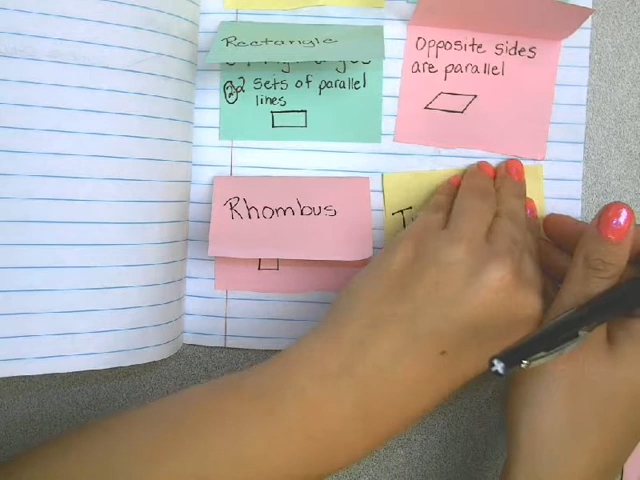 Rectangle
2 sets of parallel
lines
Opposite sides
are parallel
Rhombus